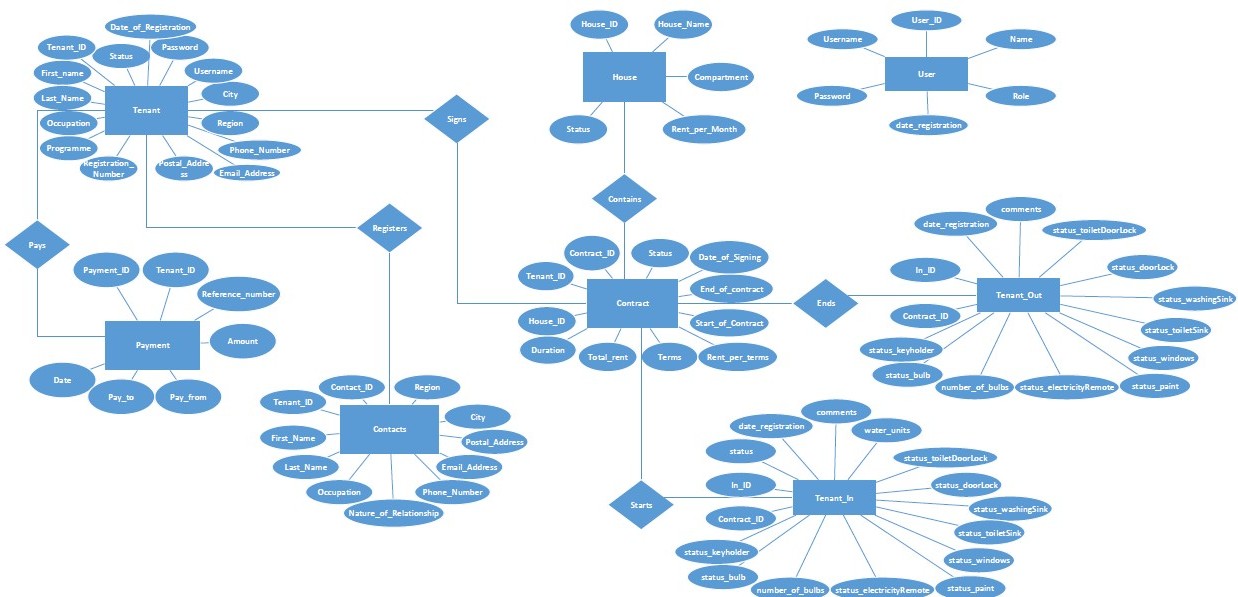 Date_of_Registration
Tenant_ID
Status
Password
First_name
Username
Last_Name
City
Tenant
Occupation
Region
Programme
Phone_Number
Registration_
Number
Postal_Addre
ss
Email_Address
Signs
Pays
Registers
House_ID
House_Name
House
Compartment
Status
Rent_per_Month
Contains
User_ID
Username
Name
User
Password
Role
date_registration
Payment_ID
Tenant_ID
Reference_number
Payment
Amount
Date
Pay_to
Pay_from
Contract_ID
Status
Date_of_Signing
Tenant_ID
End_of_contract
Contract
House_ID
Start_of_Contract
Duration
Total_rent
Terms
Rent_per_terms
Ends
comments
date_registration
status_toiletDoorLock
In_ID
status_doorLock
Tenant_Out
status_washingSink
Contract_ID
status_toiletSink
status_keyholder
status_windows
status_bulb
number_of_bulbs
status_electricityRemote
status_paint
Contact_ID
Region
Tenant_ID
City
Contacts
First_Name
Postal_Address
Last_Name
Email_Address
Occupation
Phone_Number
Nature_of_Relationship
Starts
comments
date_registration
water_units
status
status_toiletDoorLock
In_ID
status_doorLock
Tenant_In
status_washingSink
Contract_ID
status_toiletSink
status_keyholder
status_windows
status_bulb
number_of_bulbs
status_electricityRemote
status_paint